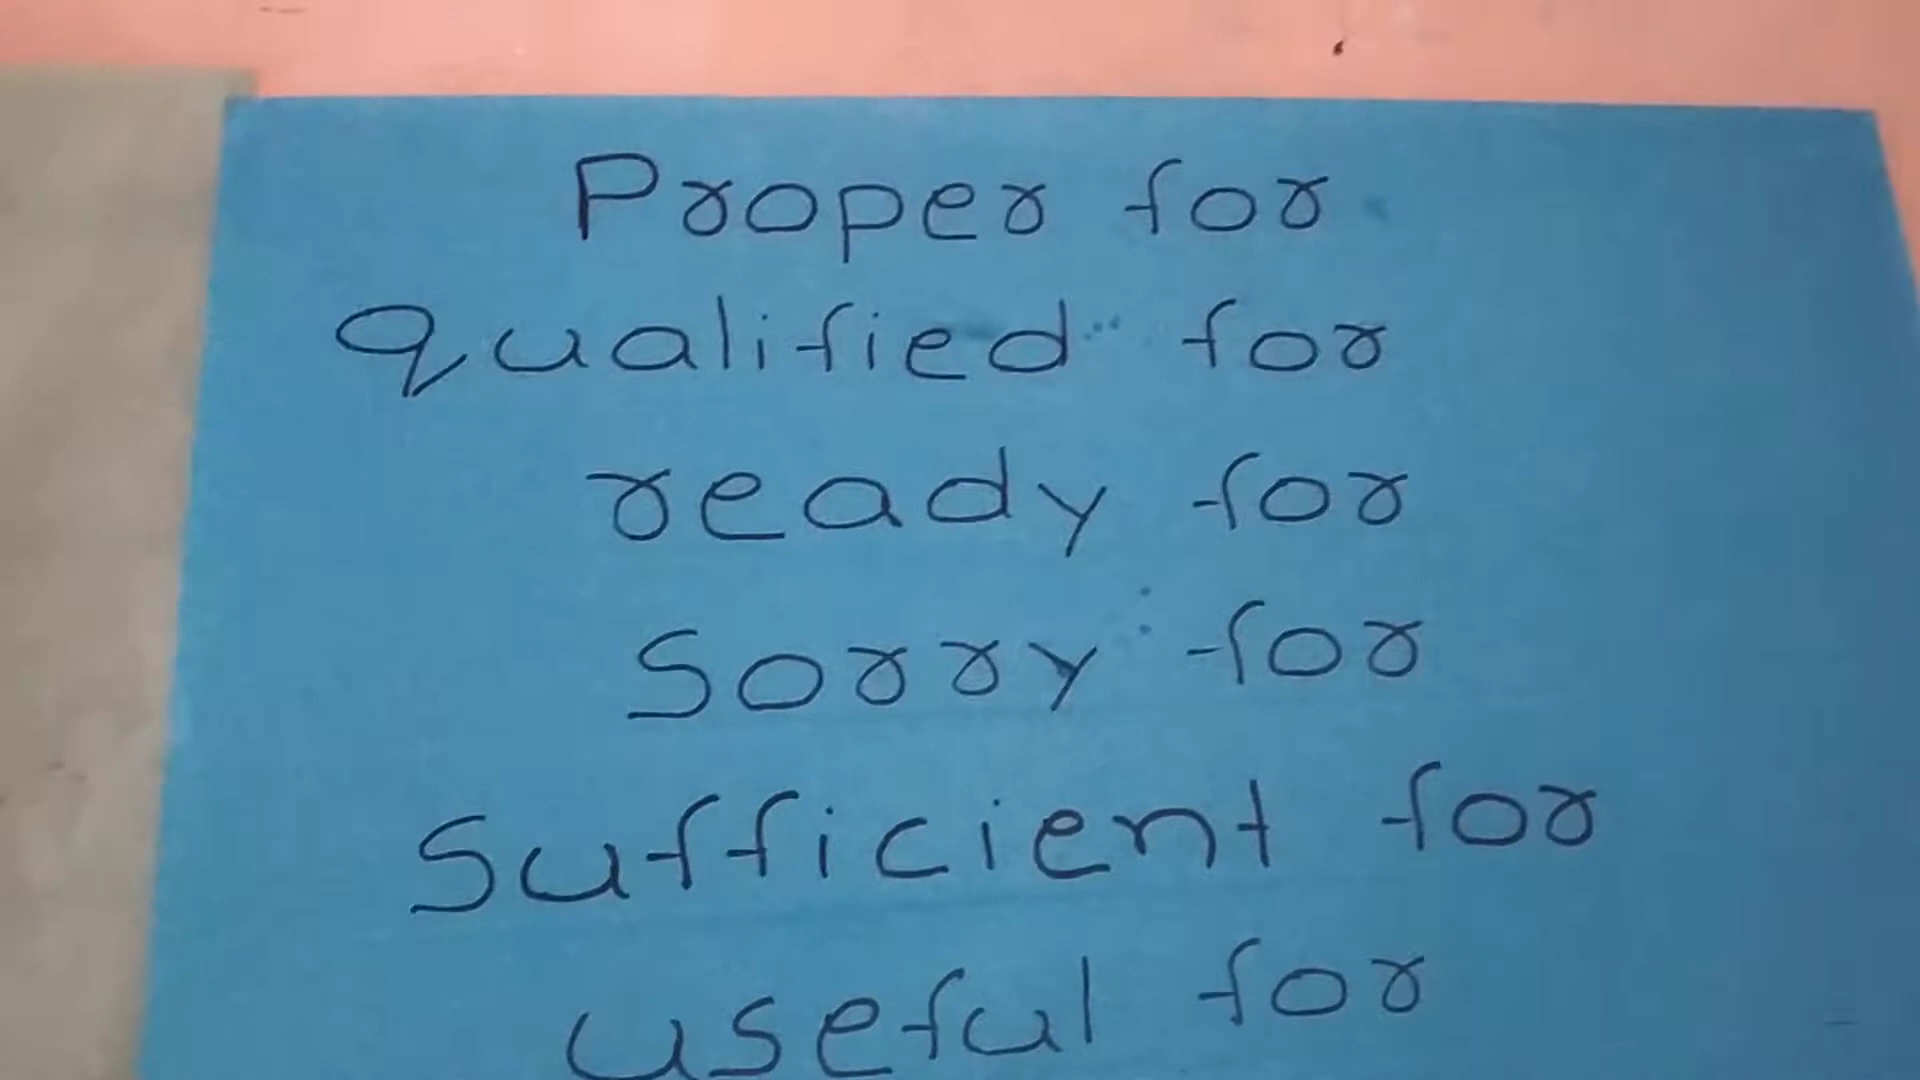 Proper for
qualified for
ready for
Sorry for
Sufficient for
useful for